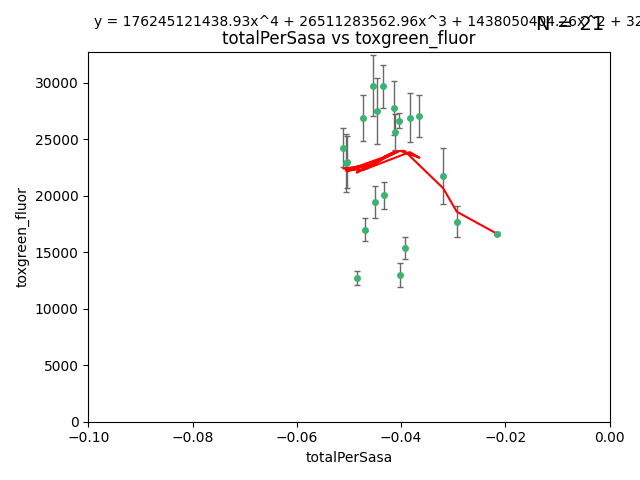 y = 176245121438.93x^4 + 26511283562.96x^3 + 1438050404.26x^2 + 32
N = 21
totalPerSasa vs toxgreen_fluor
30000
25000
20000
15000
10000
5000
0
toxgreen_fluor
−0.10 −0.08 −0.06 −0.04 −0.02 0.00
totalPerSasa